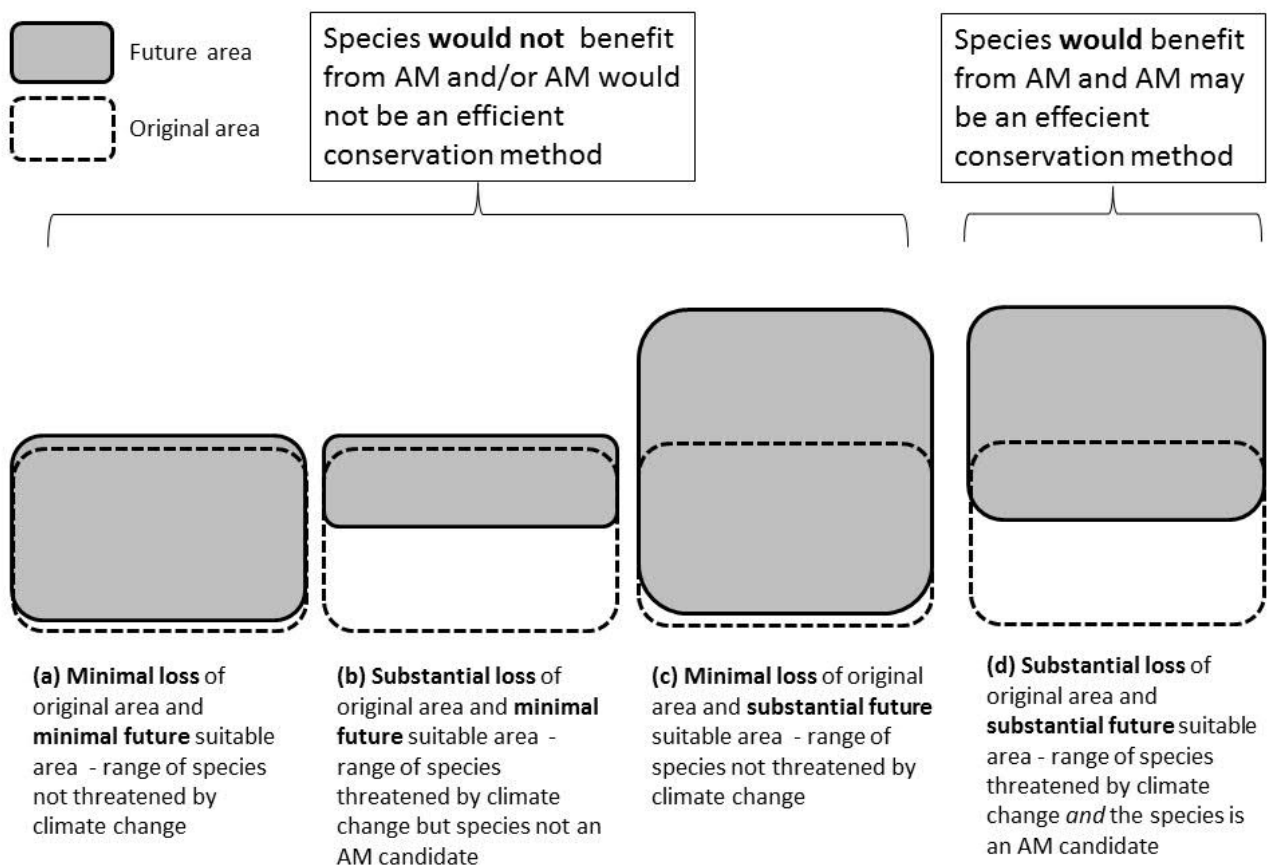 Future area
Original area
Species would not benefit
from AM and/or AM would
not be an efficient
conservation method
Species would benefit
from AM and AM may
be an effecient
conservation method
(a) Minimal loss of
original area and
minimal future suitable
area - range of species
not threatened by
climate change
(b) Substantial loss of
original area and minimal
future suitable area -
range of species
threatened by climate
change but species not an
AM candidate
(c) Minimal loss of original
area and substantial future
suitable area - range of
species not threatened by
climate change
(d) Substantial loss of
original area and
substantial future suitable
area - range of species
threatened by climate
change and the species is
an AM candidate